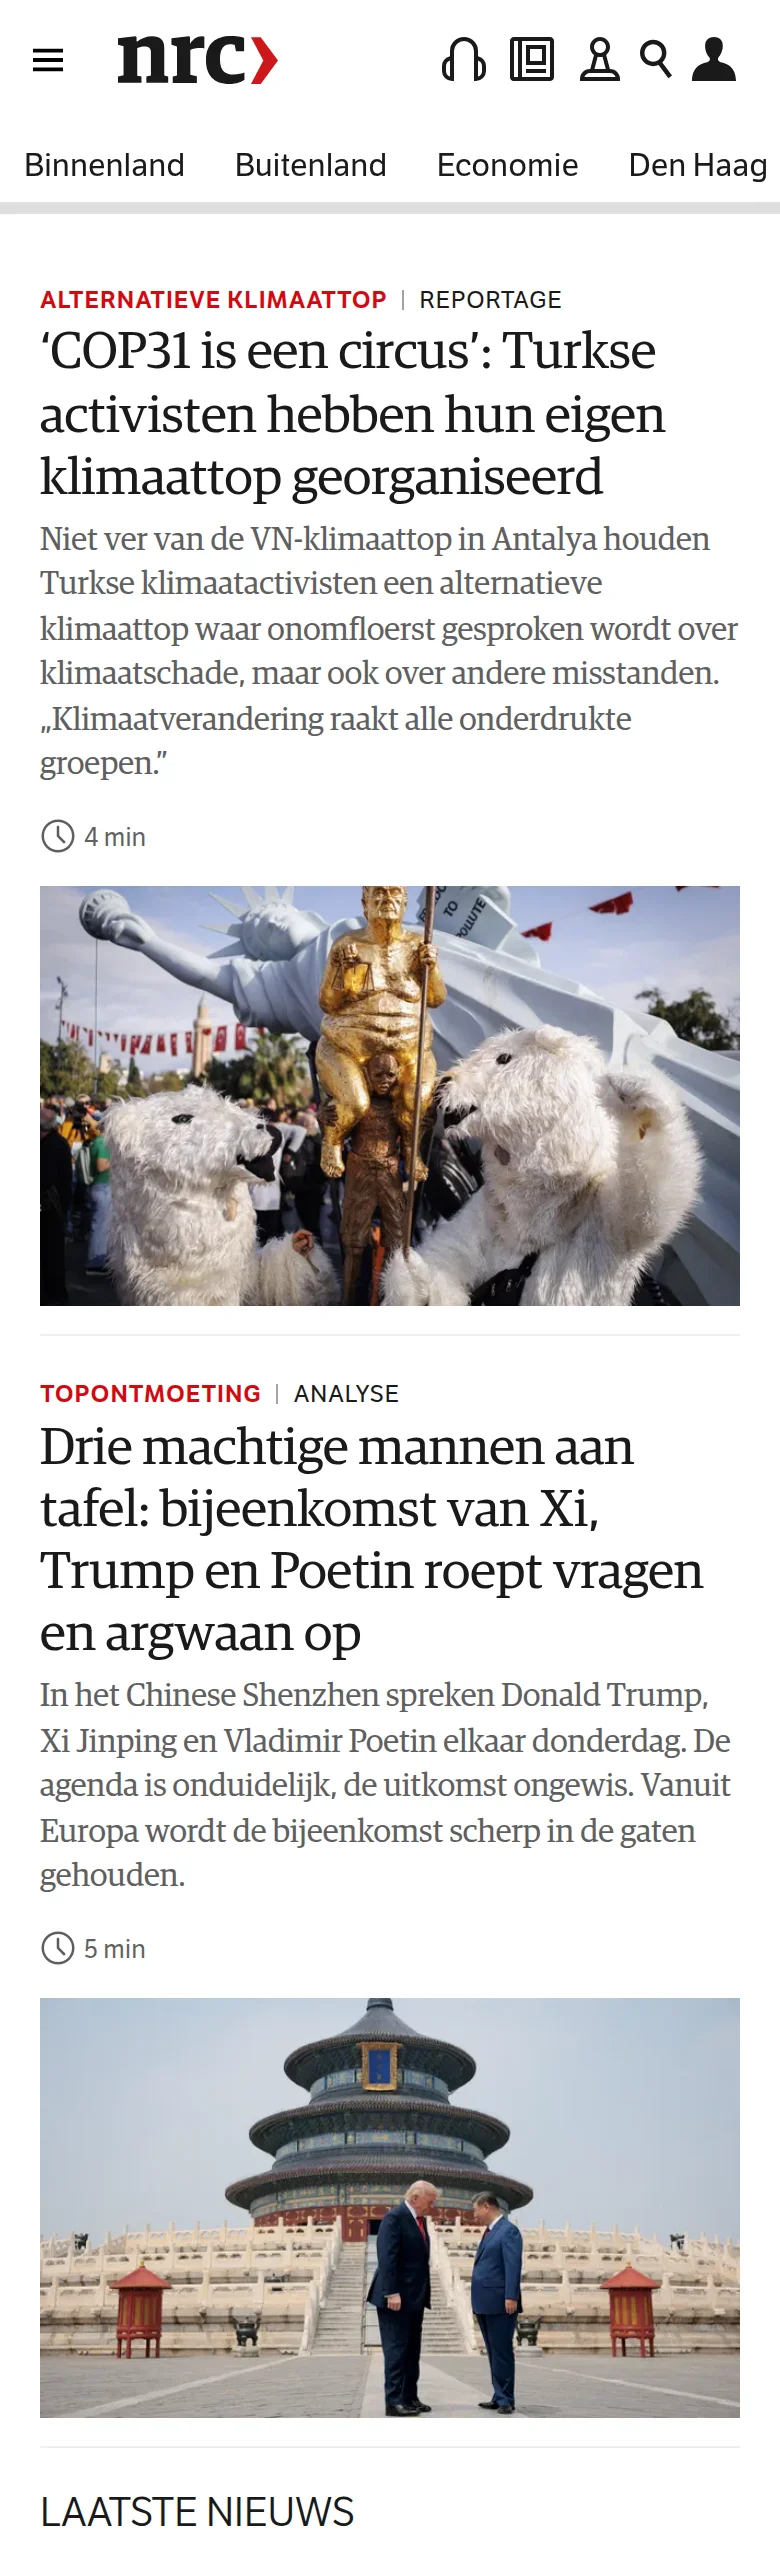 nrc
Binnenland Buitenland Economie Den Haag
ALTERNATIEVE KLIMAATTOP | REPORTAGE
‘COP31 is een circus’: Turkse
activisten hebben hun eigen
klimaattop georganiseerd
Niet ver van de VN-klimaattop in Antalya houden
Turkse klimaatactivisten een alternatieve
klimaattop waar onomfloerst gesproken wordt over
klimaatschade, maar ook over andere misstanden.
„Klimaatverandering raakt alle onderdrukte
groepen.”
4 min
TO
POLLUTE
TOPONTMOETING | ANALYSE
Drie machtige mannen aan
tafel: bijeenkomst van Xi,
Trump en Poetin roept vragen
en argwaan op
In het Chinese Shenzhen spreken Donald Trump,
Xi Jinping en Vladimir Poetin elkaar donderdag. De
agenda is onduidelijk, de uitkomst ongewis. Vanuit
Europa wordt de bijeenkomst scherp in de gaten
gehouden.
5 min
LAATSTE NIEUWS